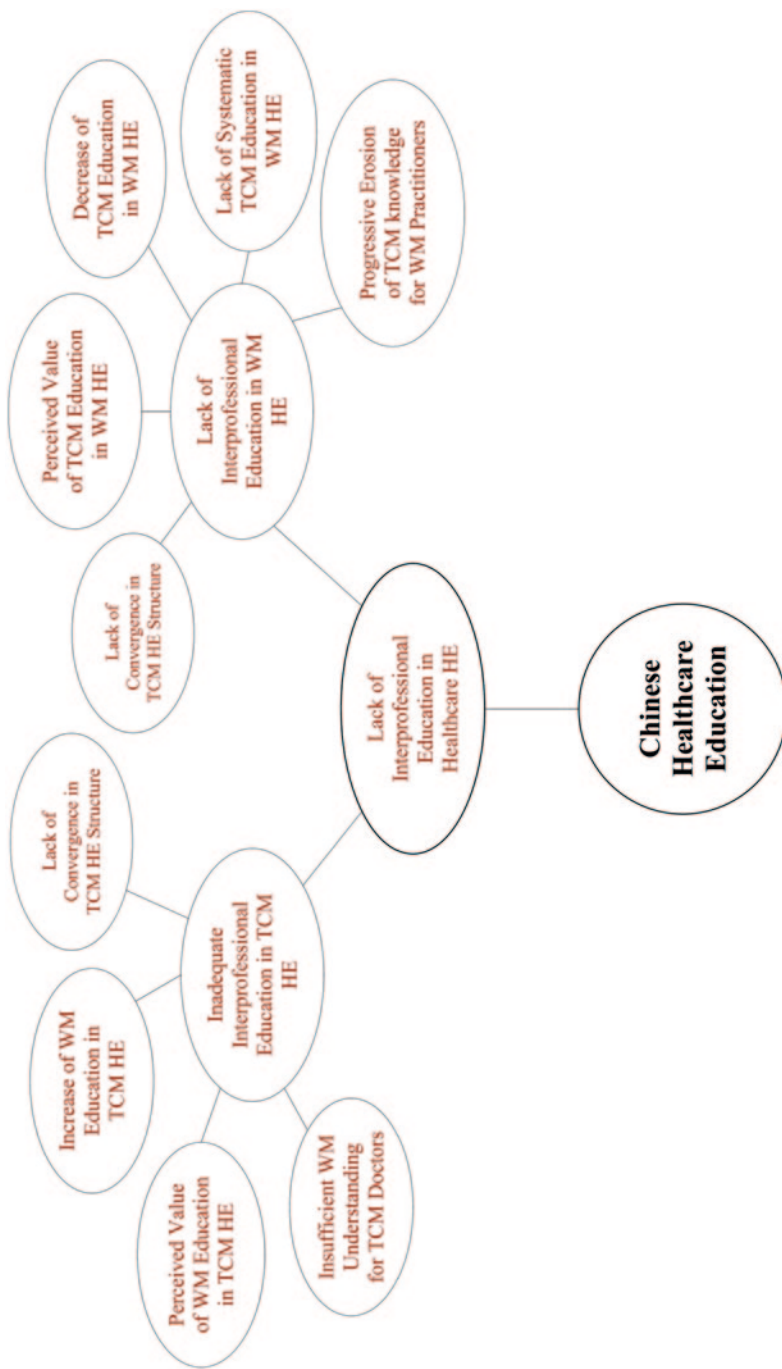 Lack of
Convergence in
TCM HE Structure
Increase of WM
Education in
TCM HE
Perceived Value
of WM Education
in TCM HE
Insufficient WM
Understanding
for TCM Doctors
Inadequate
Interprofessional
Education in TCM
HE
Perceived Value
of TCM Education
in WM HE
Decrease of
TCM Education
in WM HE
Lack of
Convergence in
TCM HE Structure
Lack of Systematic
TCM Education in
WM HE
Lack of
Interprofessional
Education in WM
HE
Progressive Erosion
of TCM knowledge
for WM Practitioners
Lack of
Interprofessional
Education in
Healthcare HE
Chinese
Healthcare
Education